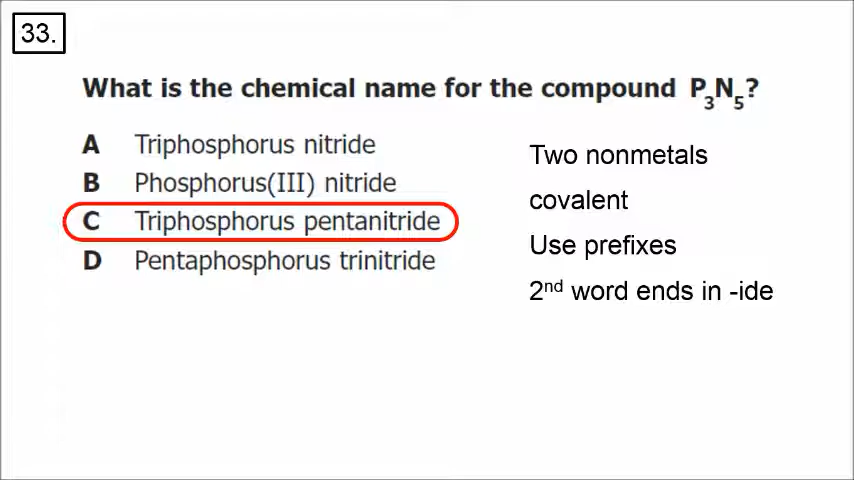 33.
What is the chemical name for the compound P₃N₅?
A Triphosphorus nitride
B Phosphorus(III) nitride
C Triphosphorus pentanitride
D Pentaphosphorus trinitride
Two nonmetals
covalent
Use prefixes
2ⁿᵈ word ends in -ide